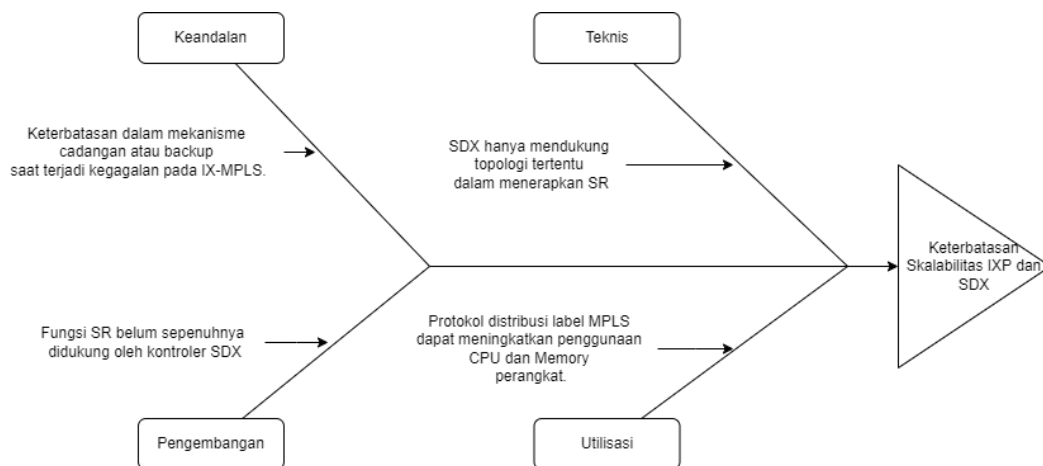 Keandalan
Teknis
Keterbatasan dalam mekanisme
cadangan atau backup
saat terjadi kegagalan pada IX-MPLS.
SDX hanya mendukung
topologi tertentu
dalam menerapkan SR
Keterbatasan
Skalabilitas IXP dan
SDX
Fungsi SR belum sepenuhnya
didukung oleh kontroler SDX
Protokol distribusi label MPLS
dapat meningkatkan penggunaan
CPU dan Memory
perangkat.
Pengembangan
Utilisasi